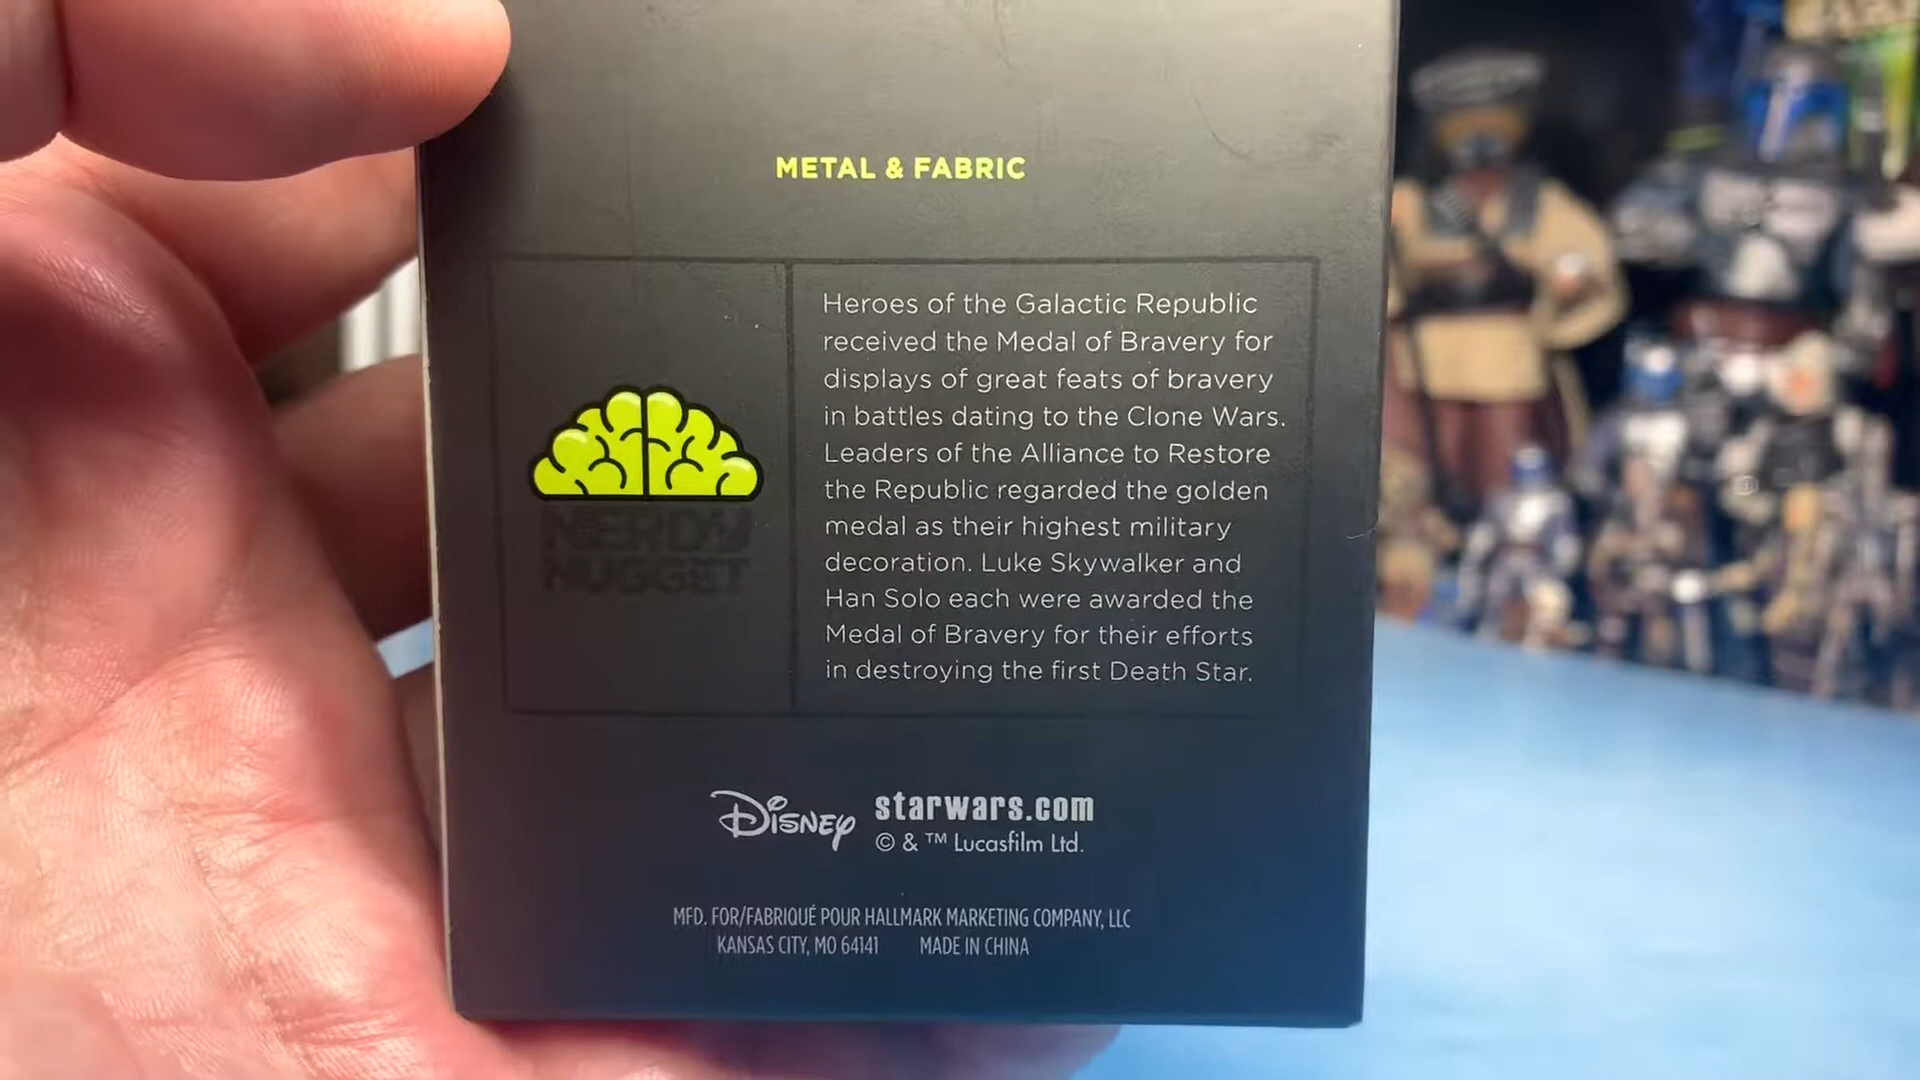 METAL & FABRIC
NERDY
NUGGET
Heroes of the Galactic Republic
received the Medal of Bravery for
displays of great feats of bravery
in battles dating to the Clone Wars.
Leaders of the Alliance to Restore
the Republic regarded the golden
medal as their highest military
decoration. Luke Skywalker and
Han Solo each were awarded the
Medal of Bravery for their efforts
in destroying the first Death Star.
Disney
starwars.com
© & ™ Lucasfilm Ltd.
MFD. FOR/FABRIQUÉ POUR HALLMARK MARKETING COMPANY, LLC
KANSAS CITY, MO 64141 MADE IN CHINA